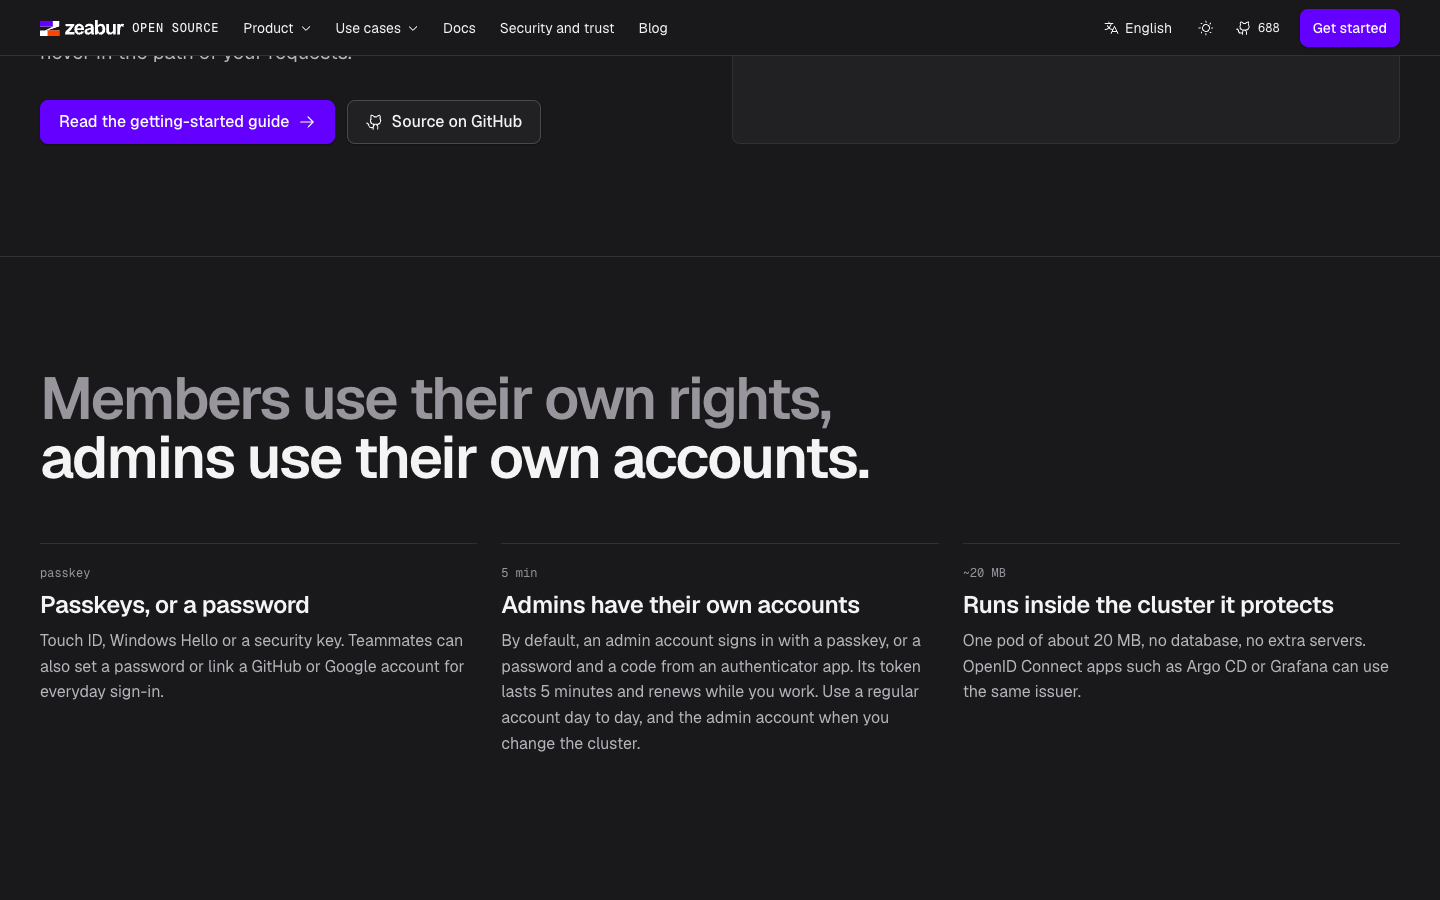 zeabur OPEN SOURCE Product Use cases Docs Security and trust Blog English 688 Get started
never in the path of your requests.
Read the getting-started guide Source on GitHub
Members use their own rights,
admins use their own accounts.
passkey
Passkeys, or a password
Touch ID, Windows Hello or a security key. Teammates can
also set a password or link a GitHub or Google account for
everyday sign-in.
5 min
Admins have their own accounts
By default, an admin account signs in with a passkey, or a
password and a code from an authenticator app. Its token
lasts 5 minutes and renews while you work. Use a regular
account day to day, and the admin account when you
change the cluster.
~20 MB
Runs inside the cluster it protects
One pod of about 20 MB, no database, no extra servers.
OpenID Connect apps such as Argo CD or Grafana can use
the same issuer.